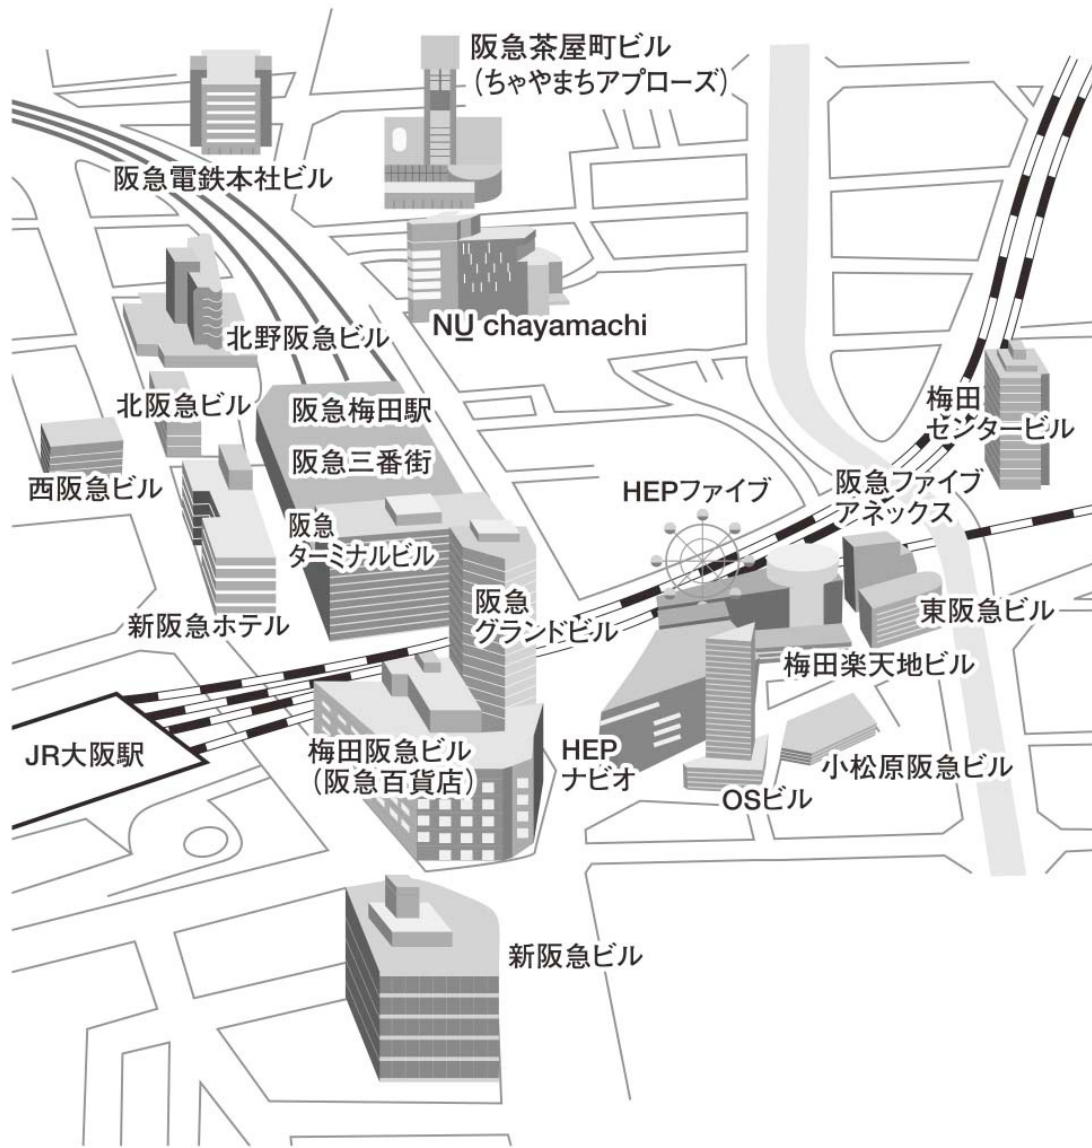 阪急茶屋町ビル
(ちゃやまちアプローズ)
阪急電鉄本社ビル
NU chayamachi
北野阪急ビル
北阪急ビル
阪急梅田駅
阪急三番街
西阪急ビル
梅田
センタービル
HEPファイブ
阪急ファイブ
アネックス
阪急
ターミナルビル
新阪急ホテル
阪急
グランドビル
東阪急ビル
梅田楽天地ビル
JR大阪駅
梅田阪急ビル
(阪急百貨店)
HEP
ナビオ
小松原阪急ビル
OSビル
新阪急ビル